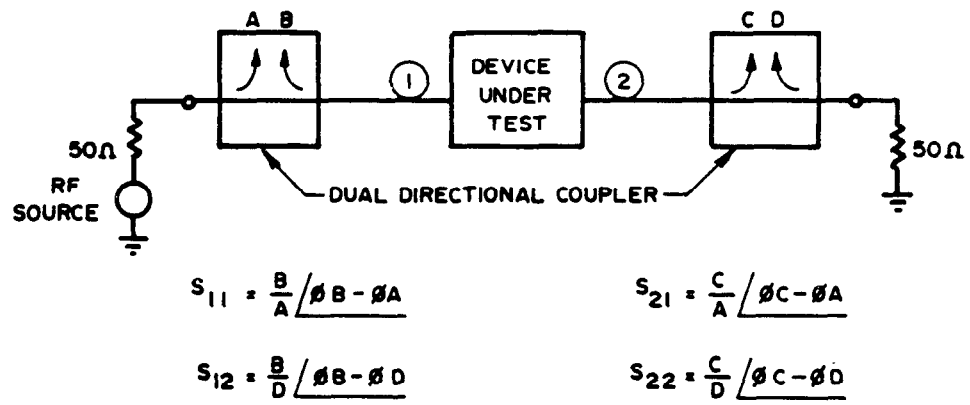 A B
C D
1
DEVICE
UNDER
TEST
2
50Ω
50Ω
RF
SOURCE
DUAL DIRECTIONAL COUPLER
S11 = B/A /ØB-ØA
S21 = C/A /ØC-ØA
S12 = B/D /ØB-ØD
S22 = C/D /ØC-ØD